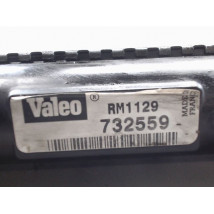 Valeo ® RM1129
732559
MADE IN
FRANCE